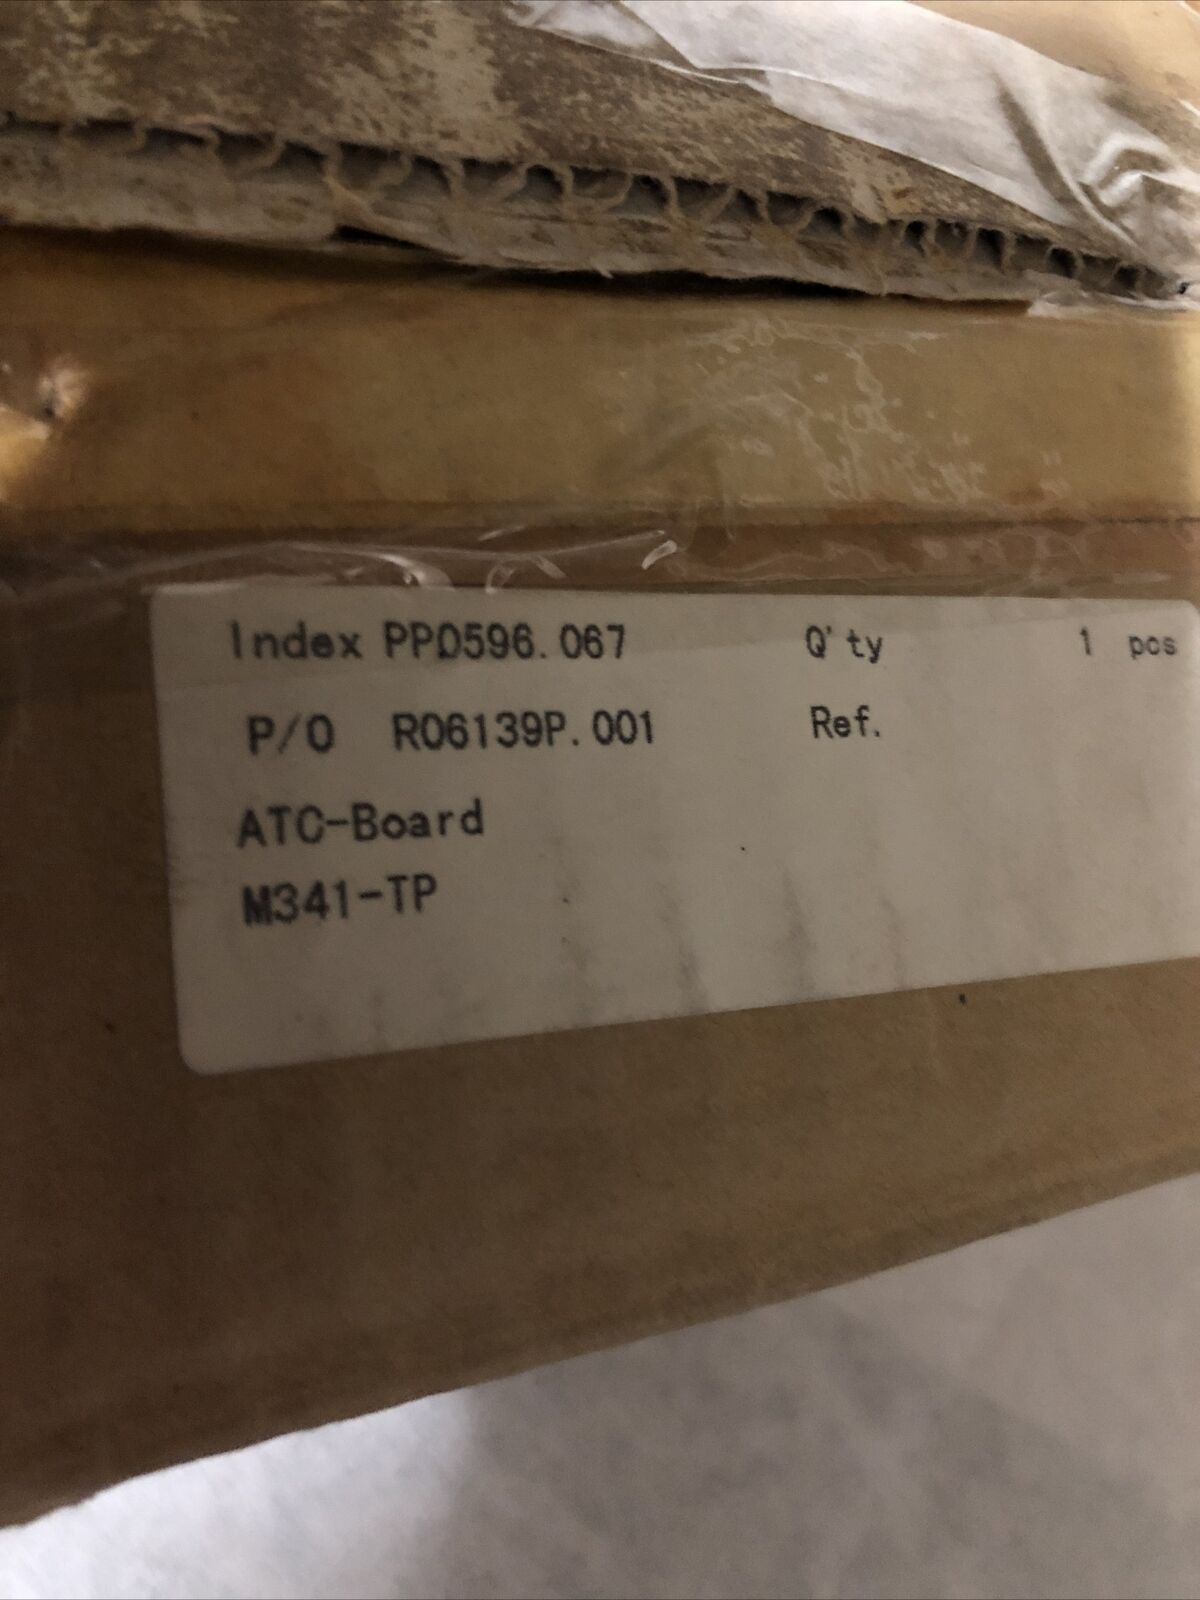 Index PP0596.067 Q'ty 1 pcs
P/O R06139P.001 Ref.
ATC-Board
M341-TP